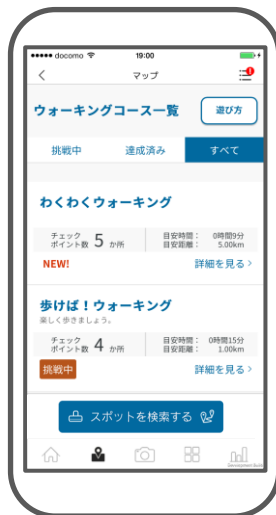 docomo 19:00
マップ
1
ウォーキングコース一覧 遊び方
挑戦中 達成済み すべて
わくわくウォーキング
チェックポイント数 5 か所 目安時間： 0時間9分
目安距離： 5.00km
NEW! 詳細を見る
歩けば！ウォーキング
楽しく歩きましょう。
チェックポイント数 4 か所 目安時間： 0時間15分
目安距離： 1.00km
挑戦中 詳細を見る
スポットを検索する
Development Build